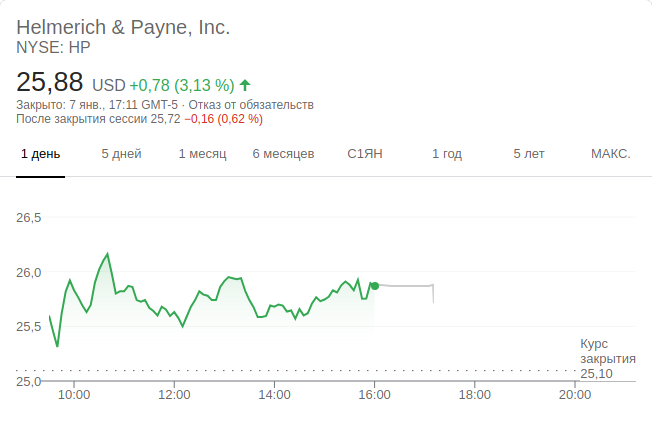 Helmerich & Payne, Inc.
NYSE: HP
25,88 USD +0,78 (3,13 %)
Закрыто: 7 янв., 17:11 GMT-5 · Отказ от обязательств
После закрытия сессии 25,72 −0,16 (0,62 %)
1 день 5 дней 1 месяц 6 месяцев С1ЯН 1 год 5 лет МАКС.
26,5
26,0
25,5
Курс
закрытия
25,10
25,0
10:00 12:00 14:00 16:00 18:00 20:00